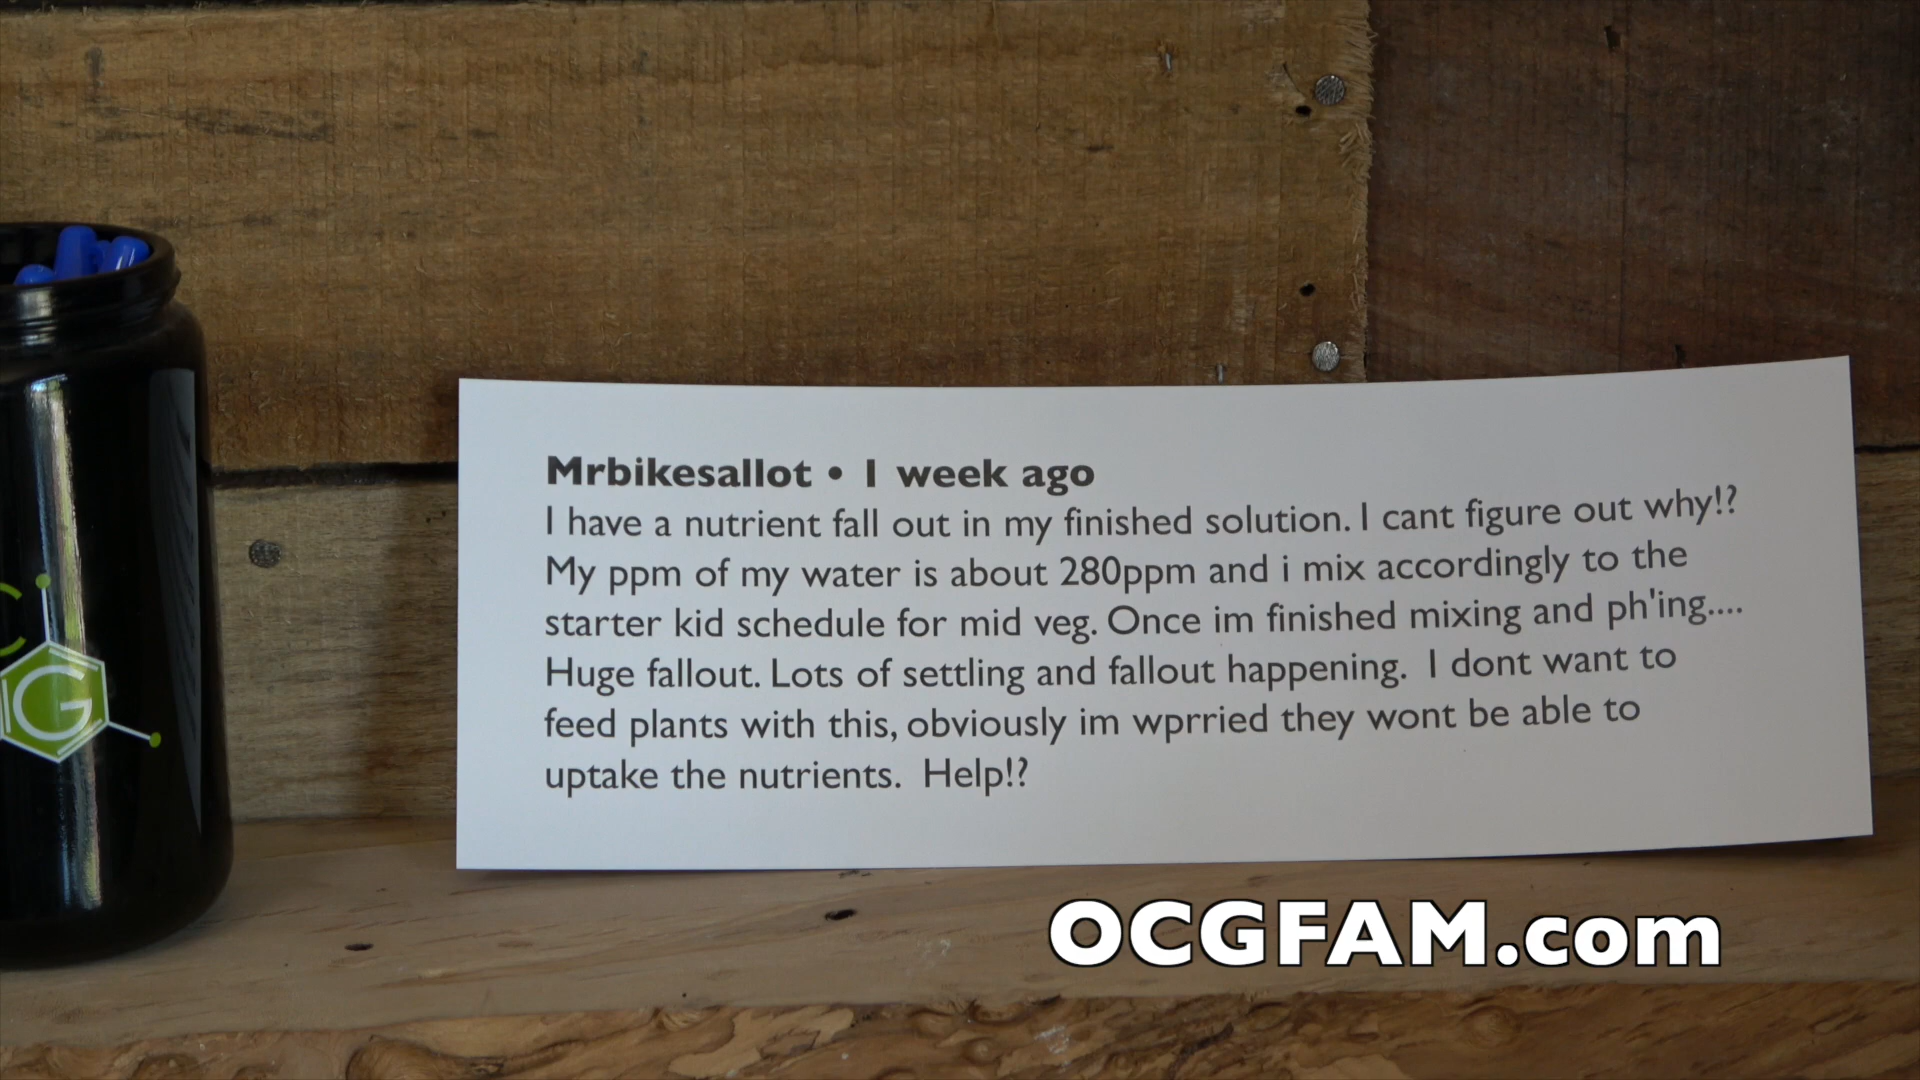 Mrbikesallot • 1 week ago
I have a nutrient fall out in my finished solution. I cant figure out why!?
My ppm of my water is about 280ppm and i mix accordingly to the
starter kid schedule for mid veg. Once im finished mixing and ph'ing....
Huge fallout. Lots of settling and fallout happening.  I dont want to
feed plants with this, obviously im wprried they wont be able to
uptake the nutrients.  Help!?
C
G
OCGFAM.com